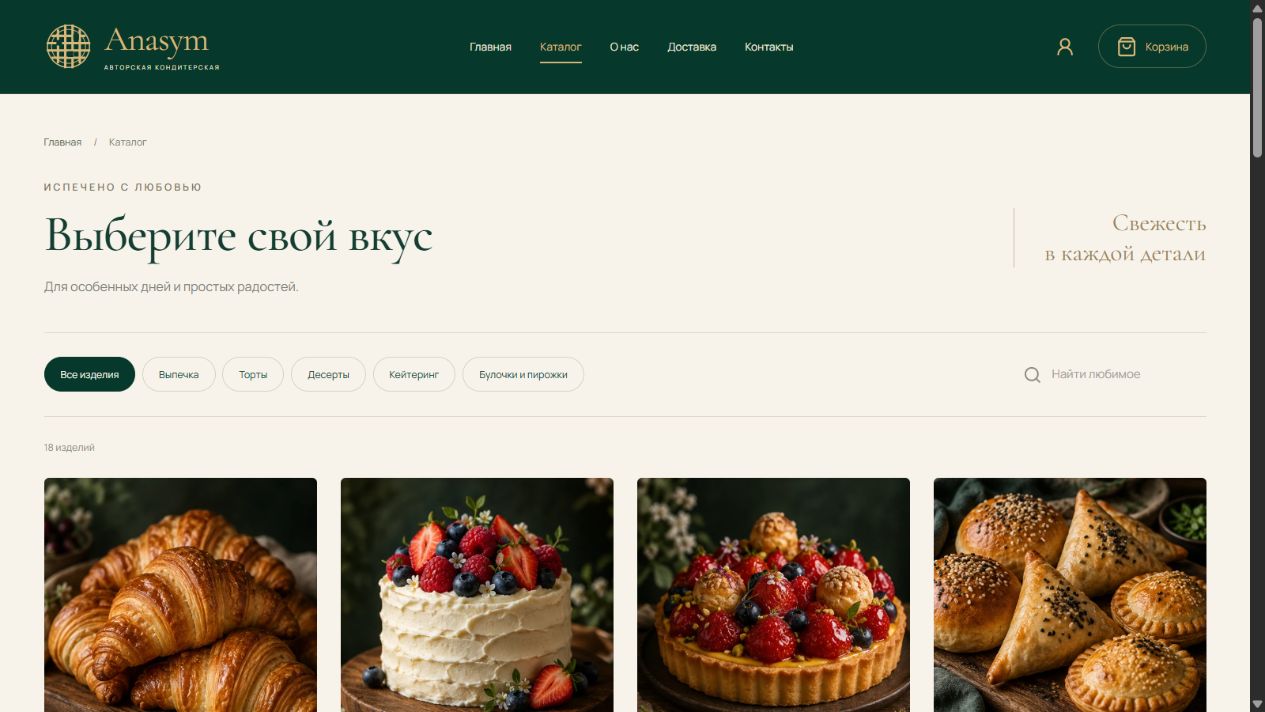 Anasym
АВТОРСКАЯ КОНДИТЕРСКАЯ
Главная
Каталог
О нас
Доставка
Контакты
Корзина
Главная / Каталог
ИСПЕЧЕНО С ЛЮБОВЬЮ
Выберите свой вкус
Для особенных дней и простых радостей.
Свежесть
в каждой детали
Все изделия
Выпечка
Торты
Десерты
Кейтеринг
Булочки и пирожки
Найти любимое
18 изделий